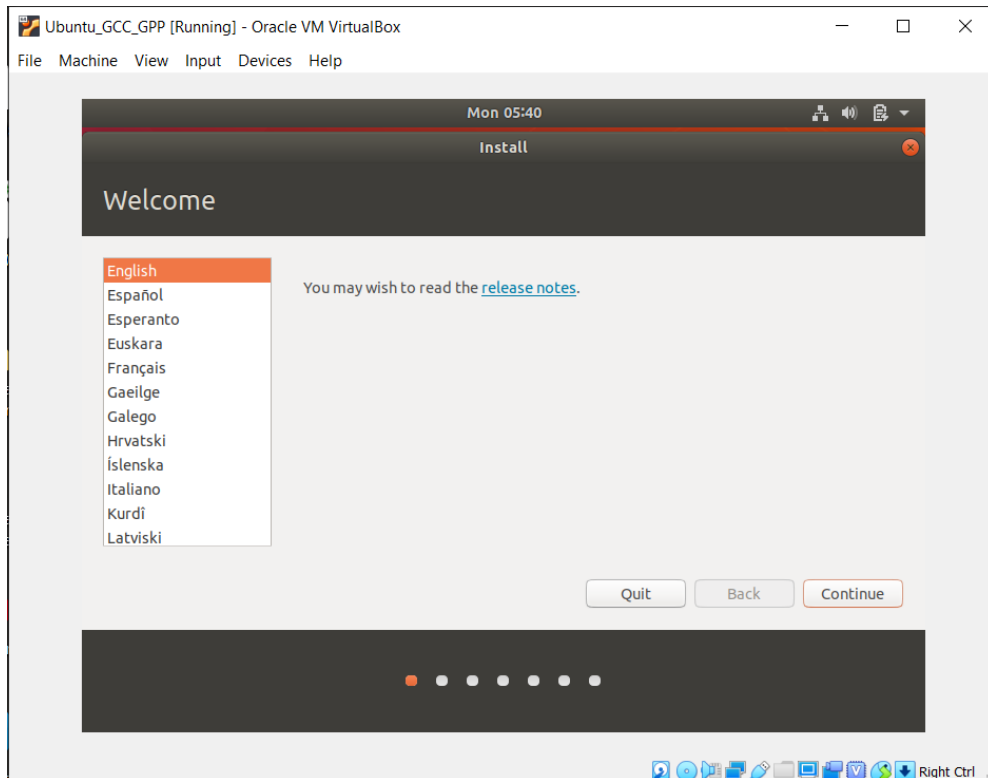 Ubuntu_GCC_GPP [Running] - Oracle VM VirtualBox
File Machine View Input Devices Help
Mon 05:40
Install
Welcome
English
Español
Esperanto
Euskara
Français
Gaeilge
Galego
Hrvatski
Íslenska
Italiano
Kurdî
Latviski
You may wish to read the release notes.
Quit Back Continue
Right Ctrl